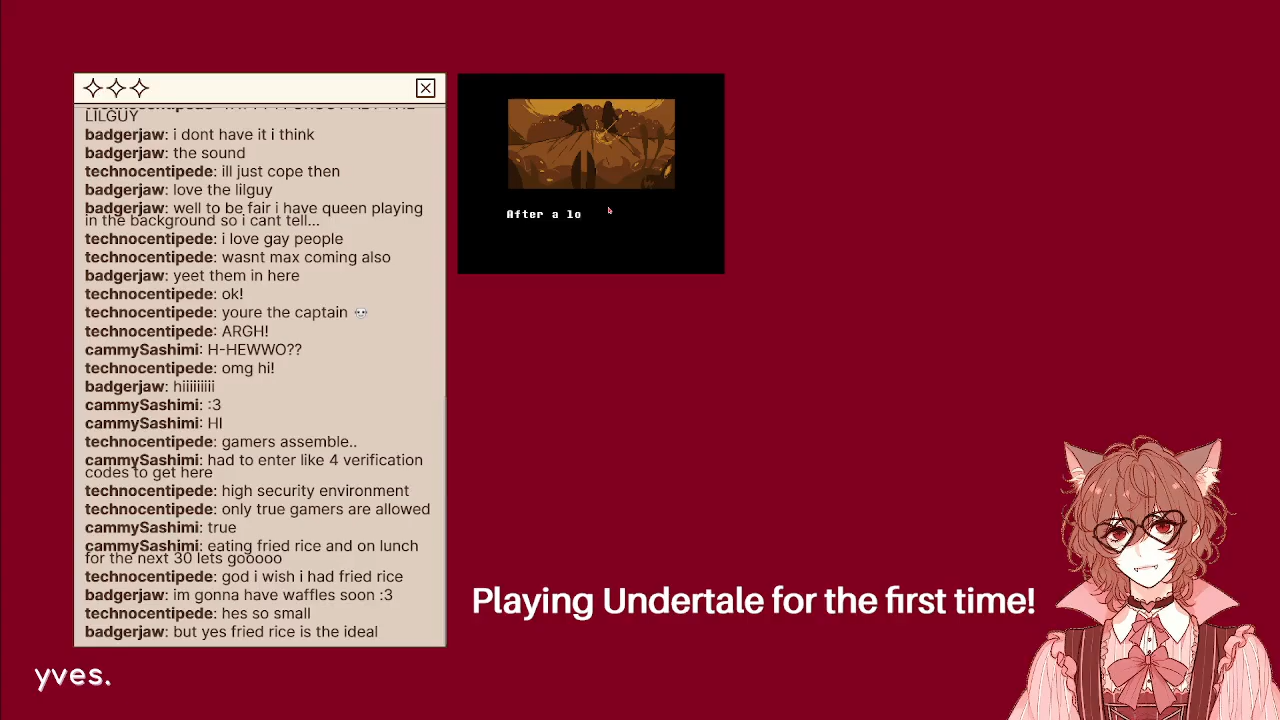 LILGUY
badgerjaw: i dont have it i think
badgerjaw: the sound
technocentipede: ill just cope then
badgerjaw: love the lilguy
badgerjaw: well to be fair i have queen playing
in the background so i cant tell...
technocentipede: i love gay people
technocentipede: wasnt max coming also
badgerjaw: yeet them in here
technocentipede: ok!
technocentipede: youre the captain 💀
technocentipede: ARGH!
cammySashimi: H-HEWWO??
technocentipede: omg hi!
badgerjaw: hiiiiiiiii
cammySashimi: :3
cammySashimi: HI
technocentipede: gamers assemble..
cammySashimi: had to enter like 4 verification
codes to get here
technocentipede: high security environment
technocentipede: only true gamers are allowed
cammySashimi: true
cammySashimi: eating fried rice and on lunch
for the next 30 lets gooooo
technocentipede: god i wish i had fried rice
badgerjaw: im gonna have waffles soon :3
technocentipede: hes so small
badgerjaw: but yes fried rice is the ideal
After a lo
Playing Undertale for the first time!
yves.